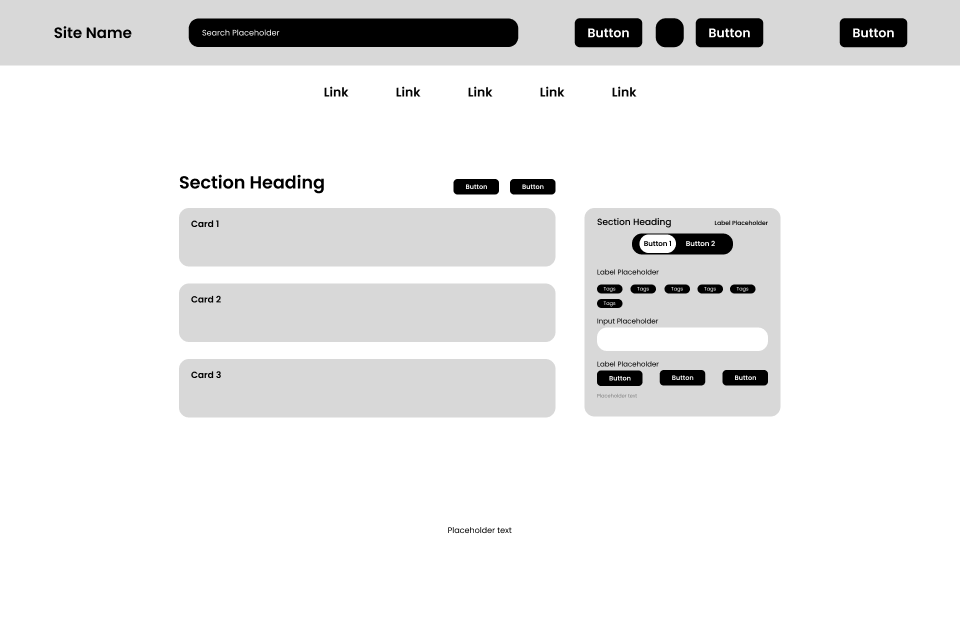 Site Name
Search Placeholder
Button
Button
Button
Link Link Link Link Link
Section Heading
Button Button
Card 1
Card 2
Card 3
Section Heading Label Placeholder
Button 1 Button 2
Label Placeholder
Tags Tags Tags Tags Tags
Tags
Input Placeholder
Label Placeholder
Button Button Button
Placeholder text
Placeholder text